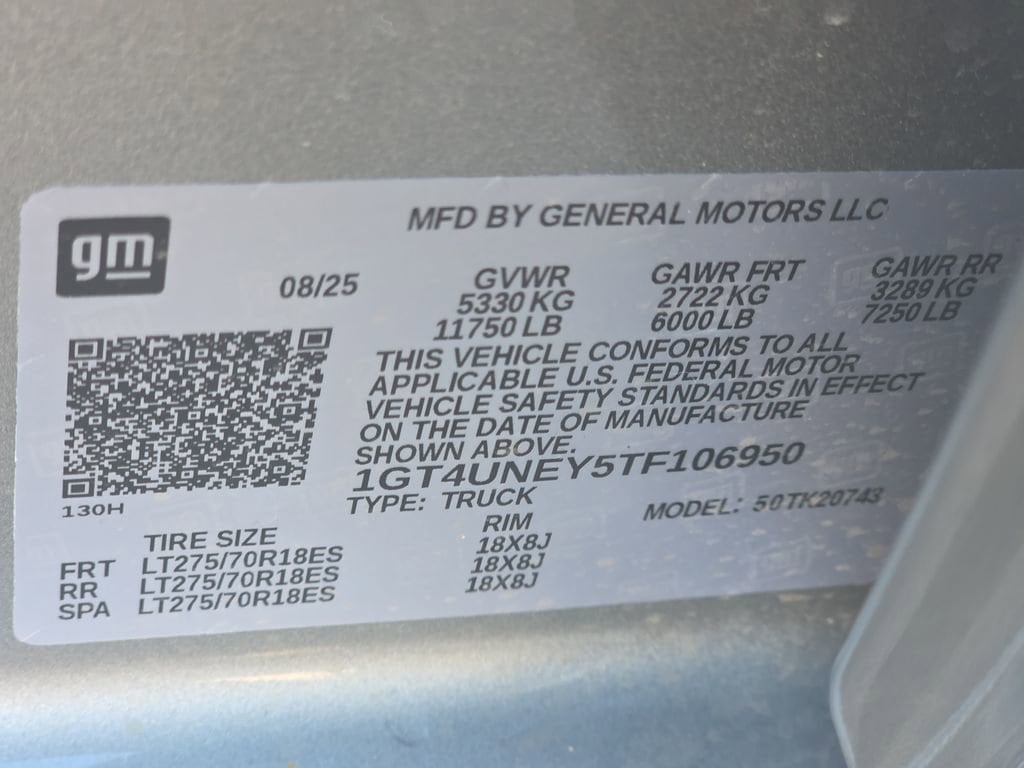 gm
MFD BY GENERAL MOTORS LLC
08/25
GVWR GAWR FRT GAWR RR
5330 KG 2722 KG 3289 KG
11750 LB 6000 LB 7250 LB
THIS VEHICLE CONFORMS TO ALL
APPLICABLE U.S. FEDERAL MOTOR
VEHICLE SAFETY STANDARDS IN EFFECT
ON THE DATE OF MANUFACTURE
SHOWN ABOVE.
1GT4UNEY5TF106950
TYPE: TRUCK MODEL: 50TK20743
130H
TIRE SIZE RIM
FRT LT275/70R18ES 18X8J
RR LT275/70R18ES 18X8J
SPA LT275/70R18ES 18X8J